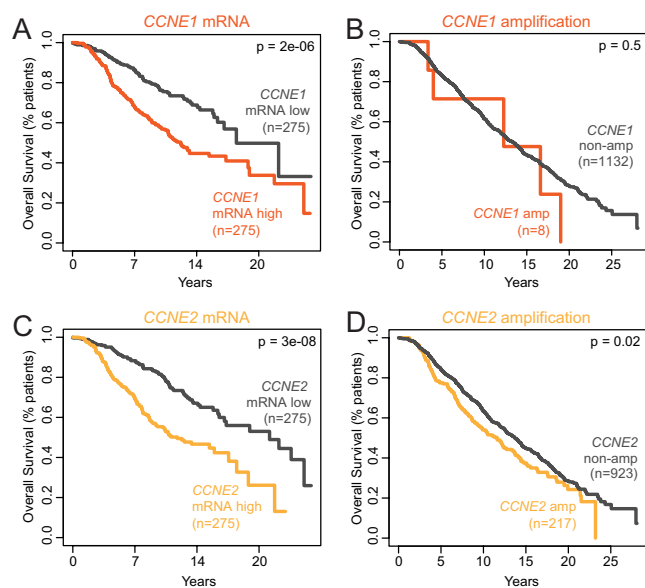 A
CCNE1 mRNA
p = 2e-06
CCNE1
mRNA low
(n=275)
CCNE1
mRNA high
(n=275)
Overall Survival (% patients)
0.0 0.2 0.4 0.6 0.8 1.0
0 7 14 20
Years
B
CCNE1 amplification
p = 0.5
CCNE1
non-amp
(n=1132)
CCNE1 amp
(n=8)
Overall Survival (% patients)
0.0 0.2 0.4 0.6 0.8 1.0
0 5 10 15 20 25
Years
C
CCNE2 mRNA
p = 3e-08
CCNE2
mRNA low
(n=275)
CCNE2
mRNA high
(n=275)
Overall Survival (% patients)
0.0 0.2 0.4 0.6 0.8 1.0
0 7 14 20
Years
D
CCNE2 amplification
p = 0.02
CCNE2
non-amp
(n=923)
CCNE2 amp
(n=217)
Overall Survival (% patients)
0.0 0.2 0.4 0.6 0.8 1.0
0 5 10 15 20 25
Years